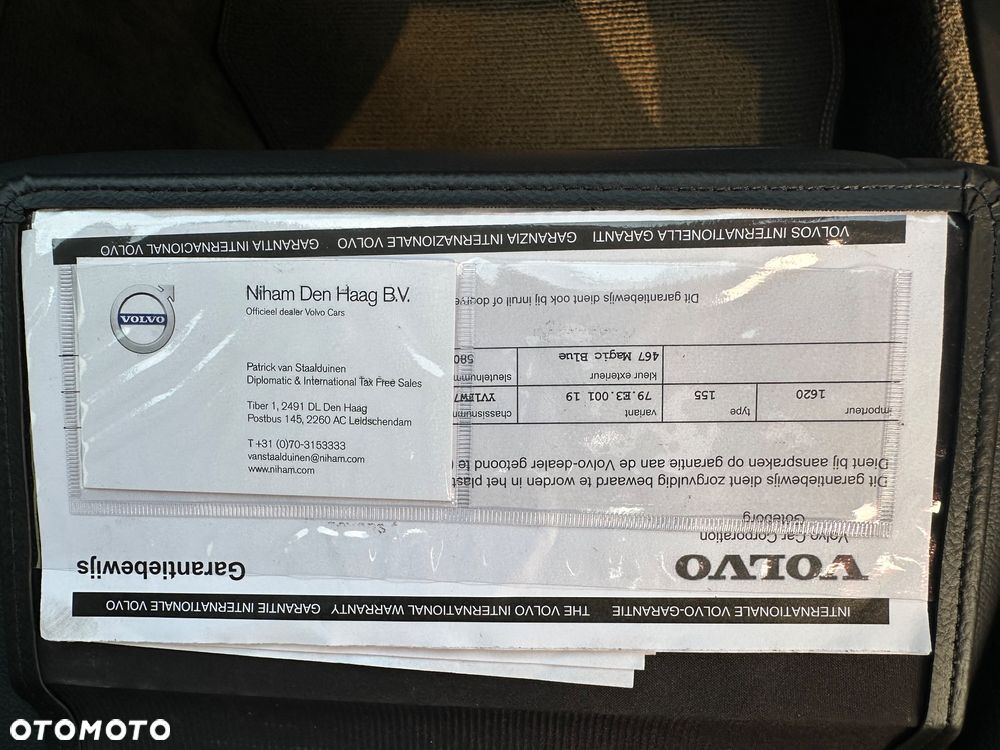 VOLVO
Niham Den Haag B.V.
Officieel dealer Volvo Cars
Patrick van Staalduinen
Diplomatic & International Tax Free Sales
Tiber 1, 2491 DL Den Haag
Postbus 145, 2260 AC Leidschendam
T +31 (0)70-3153333
vanstaalduinen@niham.com
www.niham.com
INTERNATIONALE VOLVO-GARANTIE THE VOLVO INTERNATIONAL WARRANTY GARANTIE INTERNATIONALE VOLVO
VOLVO Garantiebewijs
Volvo Car Corporation
Göteborg
Dit garantiebewijs dient zorgvuldig bewaard te worden in het
Dient bij aanspraken op garantie aan de Volvo-dealer getoond te
importeur type variant
1620 155 79.E3.001 19
kleur exterieur sleutelnummer
467 Magic Blue
Dit garantiebewijs dient ook bij inruil of
VOLVOS INTERNATIONELLA GARANTI GARANZIA INTERNAZIONALE VOLVO GARANTIA INTERNACIONAL VOLVO
OTOMOTO